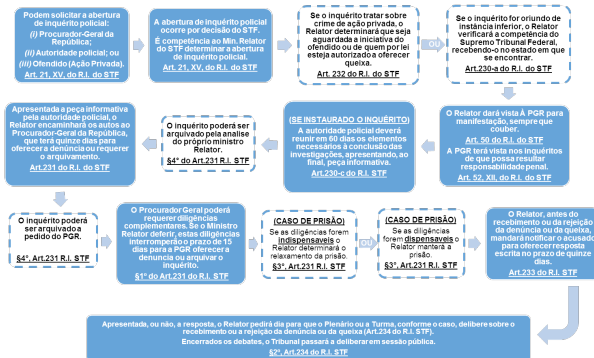 Podem solicitar a abertura
de inquérito policial:
(i) Procurador-Geral da
República;
(ii) Autoridade policial; ou
(iii) Ofendido (Ação Privada).
Art. 21, XV, do R.I. do STF
A abertura de inquérito policial
ocorre por decisão do STF.
É competência ao Min. Relator
do STF determinar a abertura
de inquérito policial.
Art. 21, XV, do R.I. do STF
Se o inquérito tratar sobre
crime de ação privada, o
Relator determinará que seja
aguardada a iniciativa do
ofendido ou de quem por lei
esteja autorizado a oferecer
queixa.
Art. 232 do R.I. do STF
OU
Se o inquérito for oriundo de
instância inferior, o Relator
verificará a competência do
Supremo Tribunal Federal,
recebendo-o no estado em que
se encontrar.
Art.230-a do R.I. do STF
O Relator dará vista À PGR para
manifestação, sempre que
couber.
Art. 50 do R.I. do STF
A PGR terá vista nos inquéritos
de que possa resultar
responsabilidade penal.
Art. 52, XII, do R.I. do STF
(SE INSTAURADO O INQUÉRITO)
A autoridade policial deverá
reunir em 60 dias os elementos
necessários à conclusão das
investigações, apresentando, ao
final, peça informativa.
Art.230-c do R.I. STF
O inquérito poderá ser
arquivado pela analise
do próprio ministro
Relator.
§4º do Art.231 R.I. STF
Apresentada a peça informativa
pela autoridade policial, o
Relator encaminhará os autos ao
Procurador-Geral da República,
que terá quinze dias para
oferecer a denúncia ou requerer
o arquivamento.
Art.231 do R.I. do STF
O inquérito poderá
ser arquivado a
pedido do PGR.
§4º, Art.231 R.I. STF
O Procurador Geral poderá
requerer diligências
complementares. Se o Ministro
Relator deferir, essas diligências
interromperão o prazo de 15
dias para a PGR oferecer a
denúncia ou arquivar o
inquérito.
§1º do Art.231 do R.I. STF
(CASO DE PRISÃO)
Se as diligências forem
indispensáveis o
Relator determinará o
relaxamento da prisão.
§3º, Art.231 R.I. STF
OU
(CASO DE PRISÃO)
Se as diligências
forem dispensáveis o
Relator manterá a
prisão.
§3º, Art.231 R.I. STF
O Relator, antes do
recebimento ou da rejeição
da denúncia ou da queixa,
mandará notificar o acusado
para oferecer resposta
escrita no prazo de quinze
dias.
Art.233 do R.I. STF
Apresentada, ou não, a resposta, o Relator pedirá dia para que o Plenário ou a Turma, conforme o caso, delibere sobre o
recebimento ou a rejeição da denúncia ou da queixa (Art.234 do R.I. STF).
Encerrados os debates, o Tribunal passará a deliberar em sessão pública.
§2º, Art.234 do R.I. STF